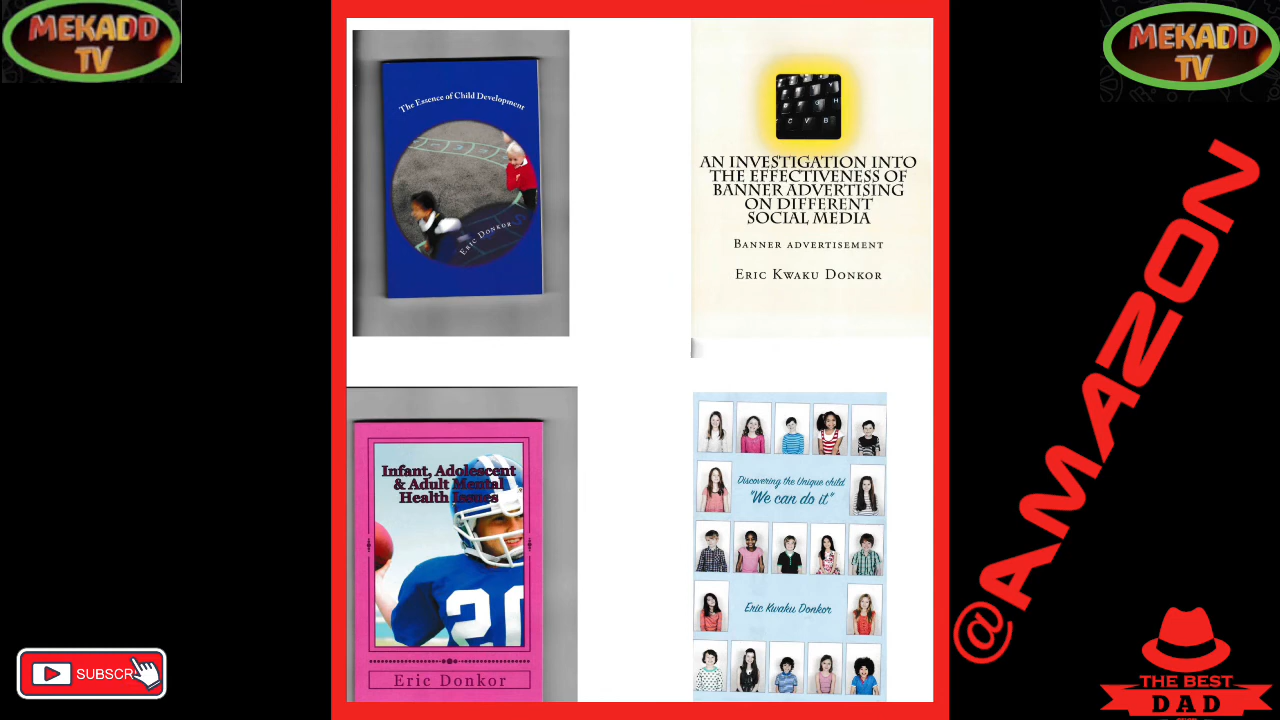 MEKADD
TV
MEKADD
TV
The Essence of Child Development
Eric Donkor
Y
G H
C V B
AN INVESTIGATION INTO
THE EFFECTIVENESS OF
BANNER ADVERTISING
ON DIFFERENT
SOCIAL MEDIA
Banner advertisement
Eric Kwaku Donkor
Infant, Adolescent
& Adult Mental
Health Issues
20
Eric Donkor
Discovering the Unique child
"We can do it"
Eric Kwaku Donkor
@AMAZON
SUBSCR
THE BEST
DAD